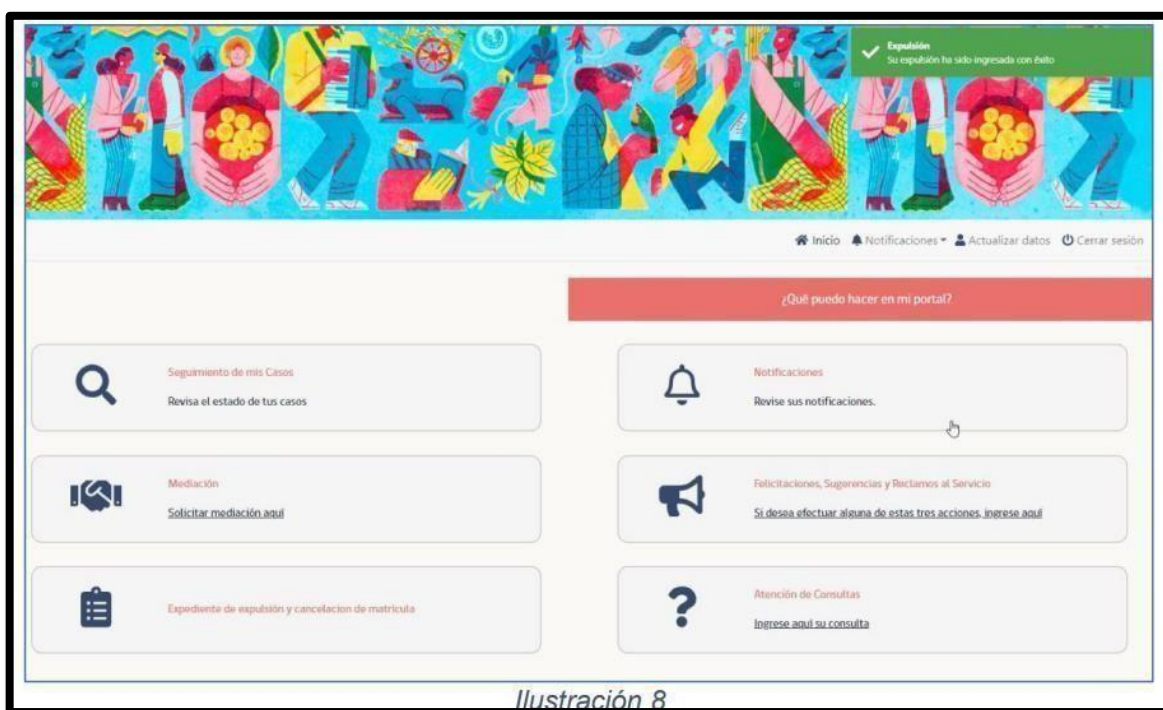 Expulsión
Su expulsión ha sido ingresada con éxito
Inicio Notificaciones Actualizar datos Cerrar sesión
¿Qué puedo hacer en mi portal?
Seguimiento de mis Casos
Revisa el estado de tus casos
Notificaciones
Revise sus notificaciones.
Mediación
Solicitar mediación aquí
Felicitaciones, Sugerencias y Reclamos al Servicio
Si desea efectuar alguna de estas tres acciones, ingrese aquí
Expediente de expulsión y cancelacion de matrícula
Atención de Consultas
Ingrese aquí su consulta
Ilustración 8